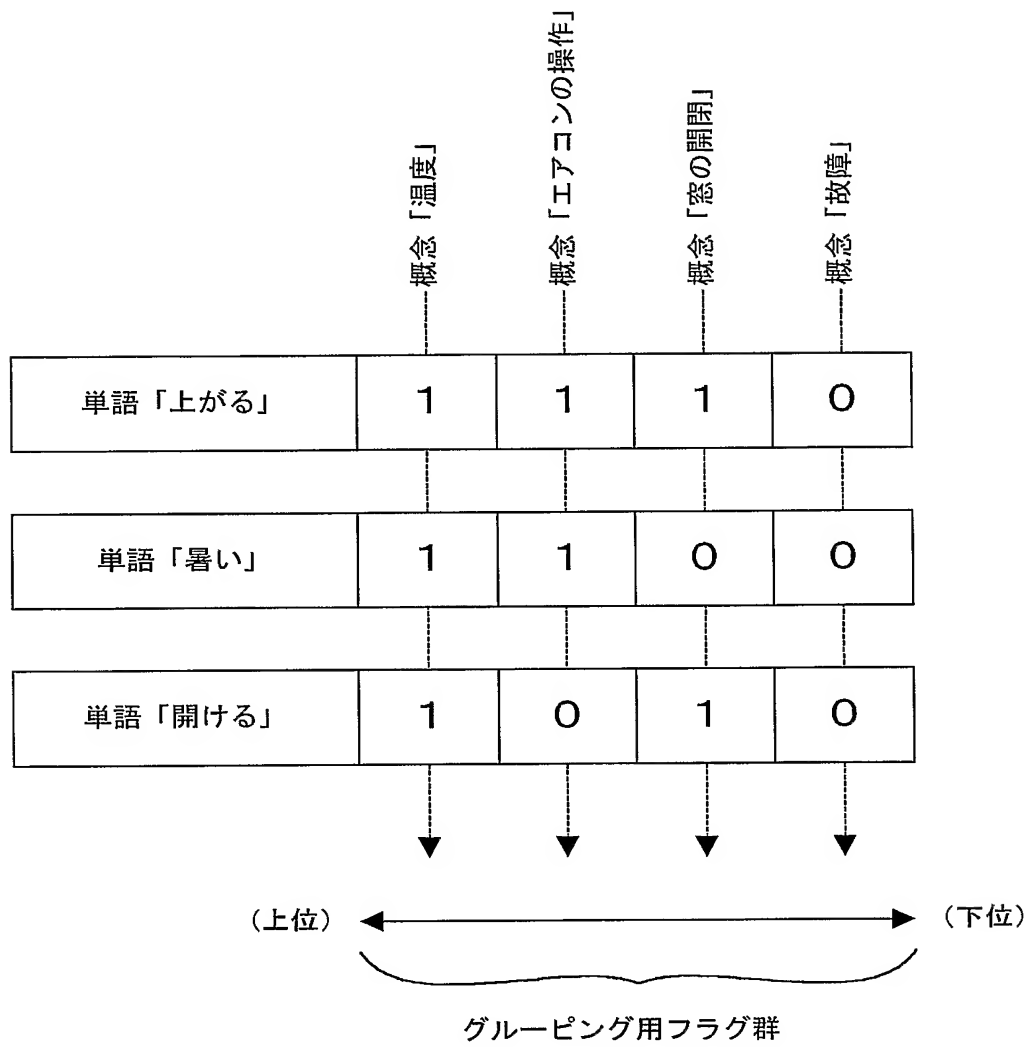 概念「温度」
概念「エアコンの操作」
概念「窓の開閉」
概念「故障」
単語「上がる」 1 1 1 0
単語「暑い」 1 1 0 0
単語「開ける」 1 0 1 0
（上位） （下位）
グルーピング用フラグ群